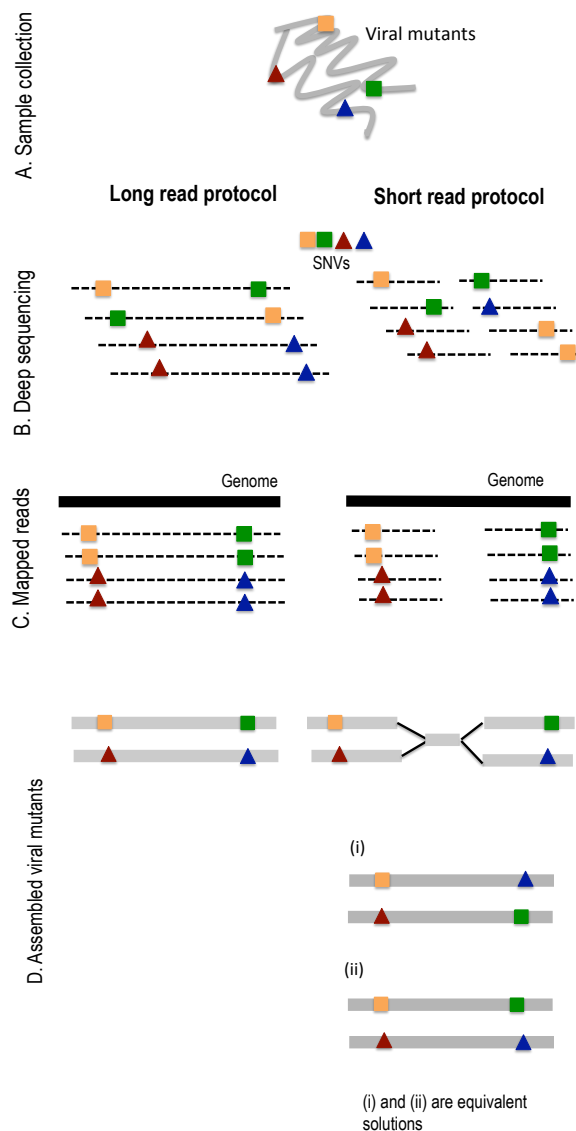 A. Sample collection
Viral mutants
Long read protocol
Short read protocol
SNVs
B. Deep sequencing
Genome
Genome
C. Mapped reads
D. Assembled viral mutants
(i)
(ii)
(i) and (ii) are equivalent
solutions